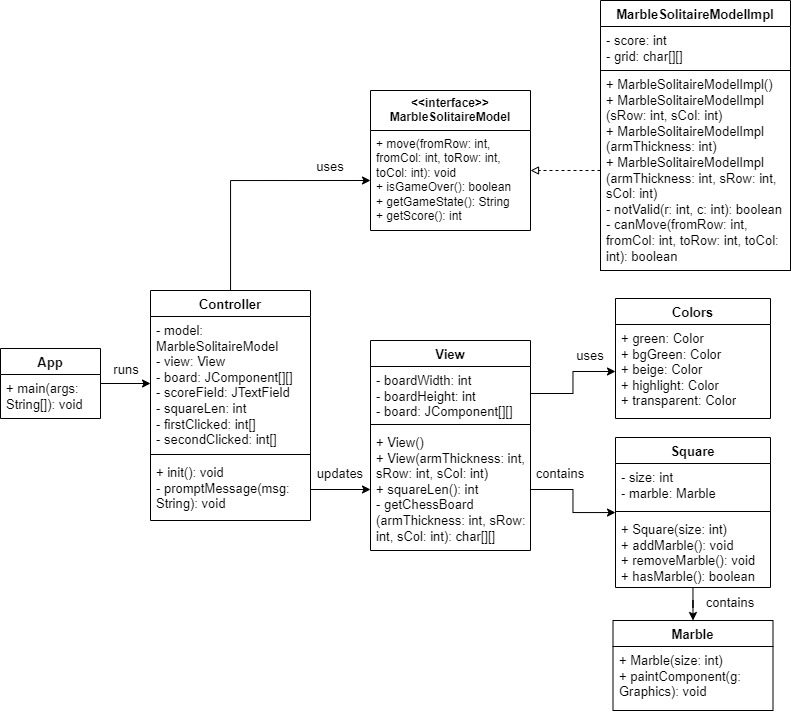 MarbleSolitaireModelImpl
- score: int
- grid: char[][]
+ MarbleSolitaireModelImpl()
+ MarbleSolitaireModelImpl
(sRow: int, sCol: int)
+ MarbleSolitaireModelImpl
(armThickness: int)
+ MarbleSolitaireModelImpl
(armThickness: int, sRow: int,
sCol: int)
- notValid(r: int, c: int): boolean
- canMove(fromRow: int,
fromCol: int, toRow: int, toCol:
int): boolean
<<interface>>
MarbleSolitaireModel
+ move(fromRow: int,
fromCol: int, toRow: int,
toCol: int): void
+ isGameOver(): boolean
+ getGameState(): String
+ getScore(): int
uses
Controller
- model:
MarbleSolitaireModel
- view: View
- board: JComponent[][]
- scoreField: JTextField
- squareLen: int
- firstClicked: int[]
- secondClicked: int[]
+ init(): void
- promptMessage(msg:
String): void
App
+ main(args:
String[]): void
runs
updates
View
- boardWidth: int
- boardHeight: int
- board: JComponent[][]
+ View()
+ View(armThickness: int,
sRow: int, sCol: int)
+ squareLen(): int
- getChessBoard
(armThickness: int, sRow:
int, sCol: int): char[][]
uses
contains
Colors
+ green: Color
+ bgGreen: Color
+ beige: Color
+ highlight: Color
+ transparent: Color
Square
- size: int
- marble: Marble
+ Square(size: int)
+ addMarble(): void
+ removeMarble(): void
+ hasMarble(): boolean
contains
Marble
+ Marble(size: int)
+ paintComponent(g:
Graphics): void